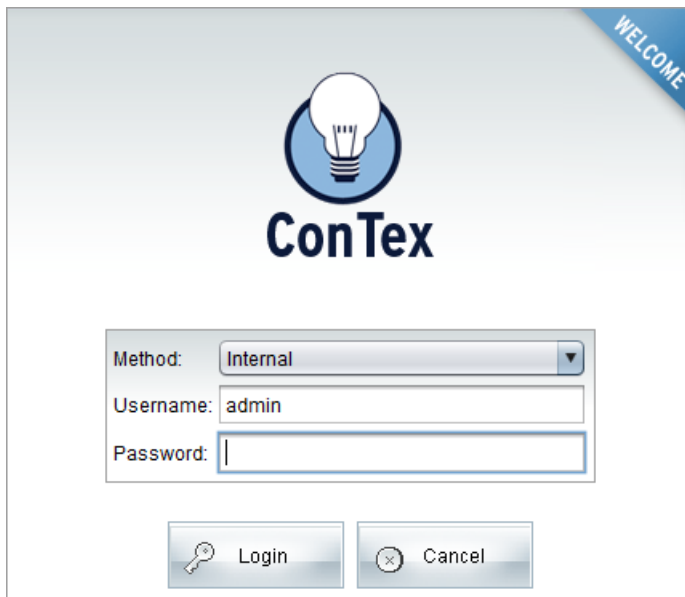 WELCOME
ConTex
Method: Internal
Username: admin
Password:
Login Cancel